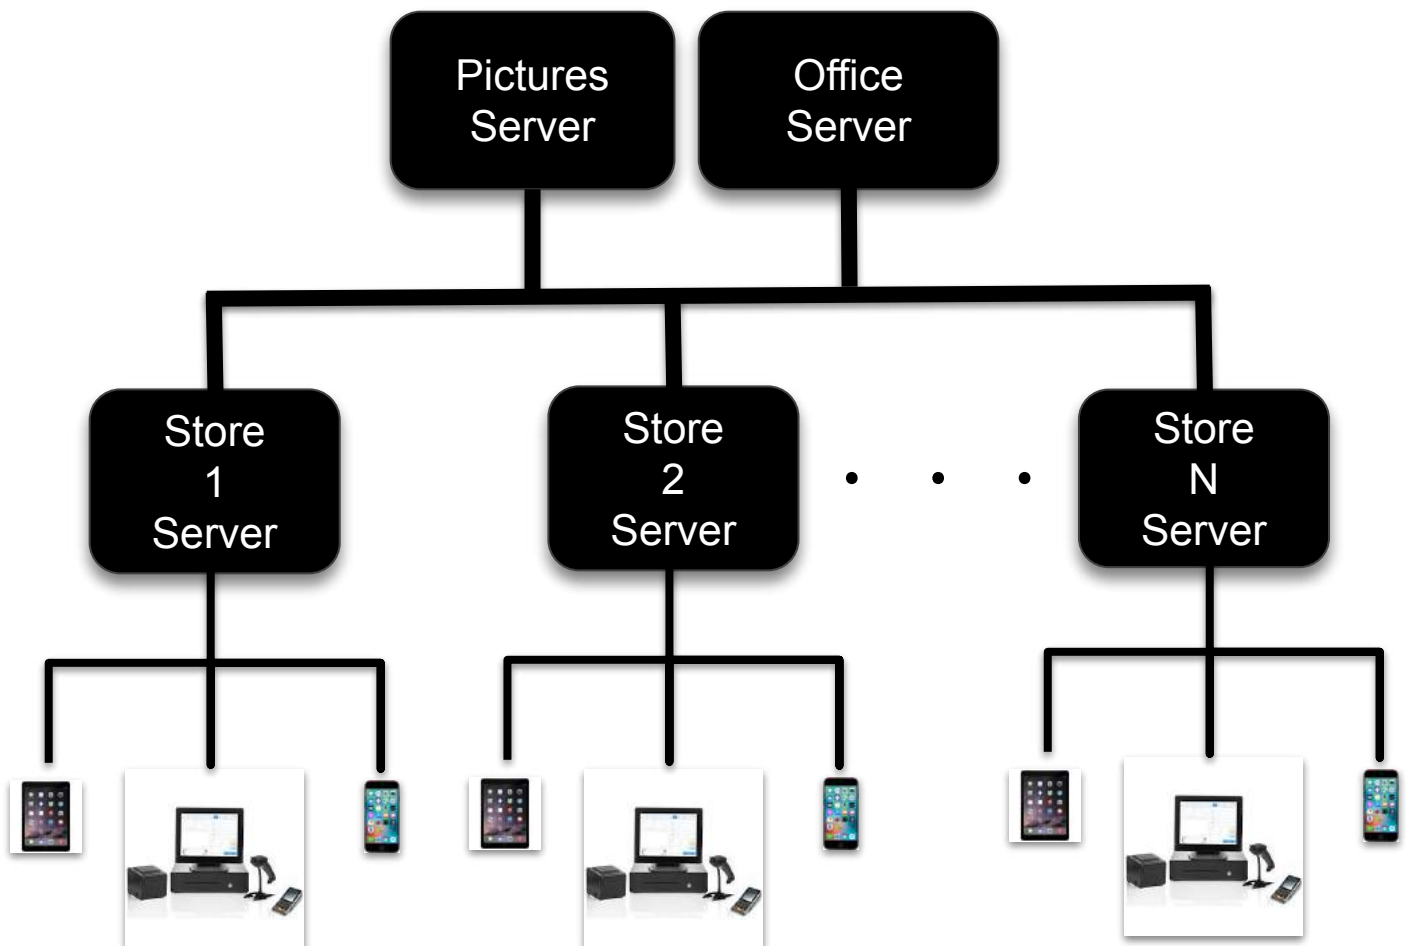 Pictures
Server
Office
Server
Store
1
Server
Store
2
Server
. . .
Store
N
Server